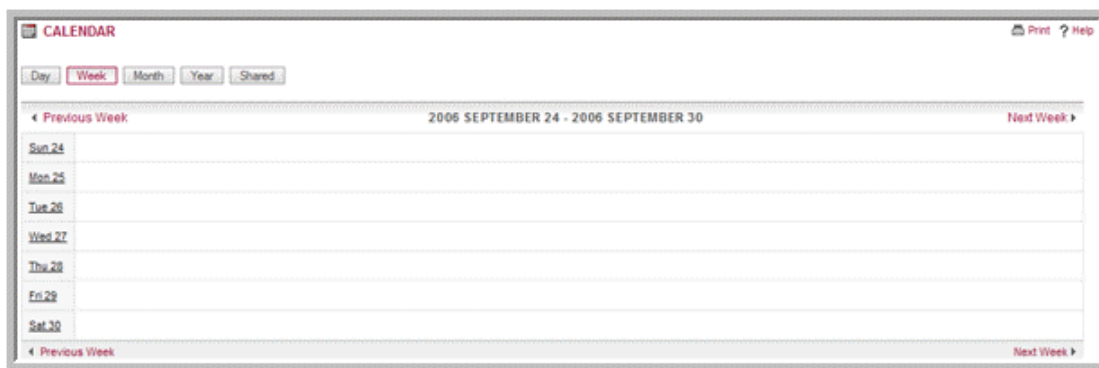 CALENDAR Print ? Help
Day Week Month Year Shared
Previous Week 2006 SEPTEMBER 24 - 2006 SEPTEMBER 30 Next Week
Sun 24
Mon 25
Tue 26
Wed 27
Thu 28
Fri 29
Sat 30
Previous Week Next Week